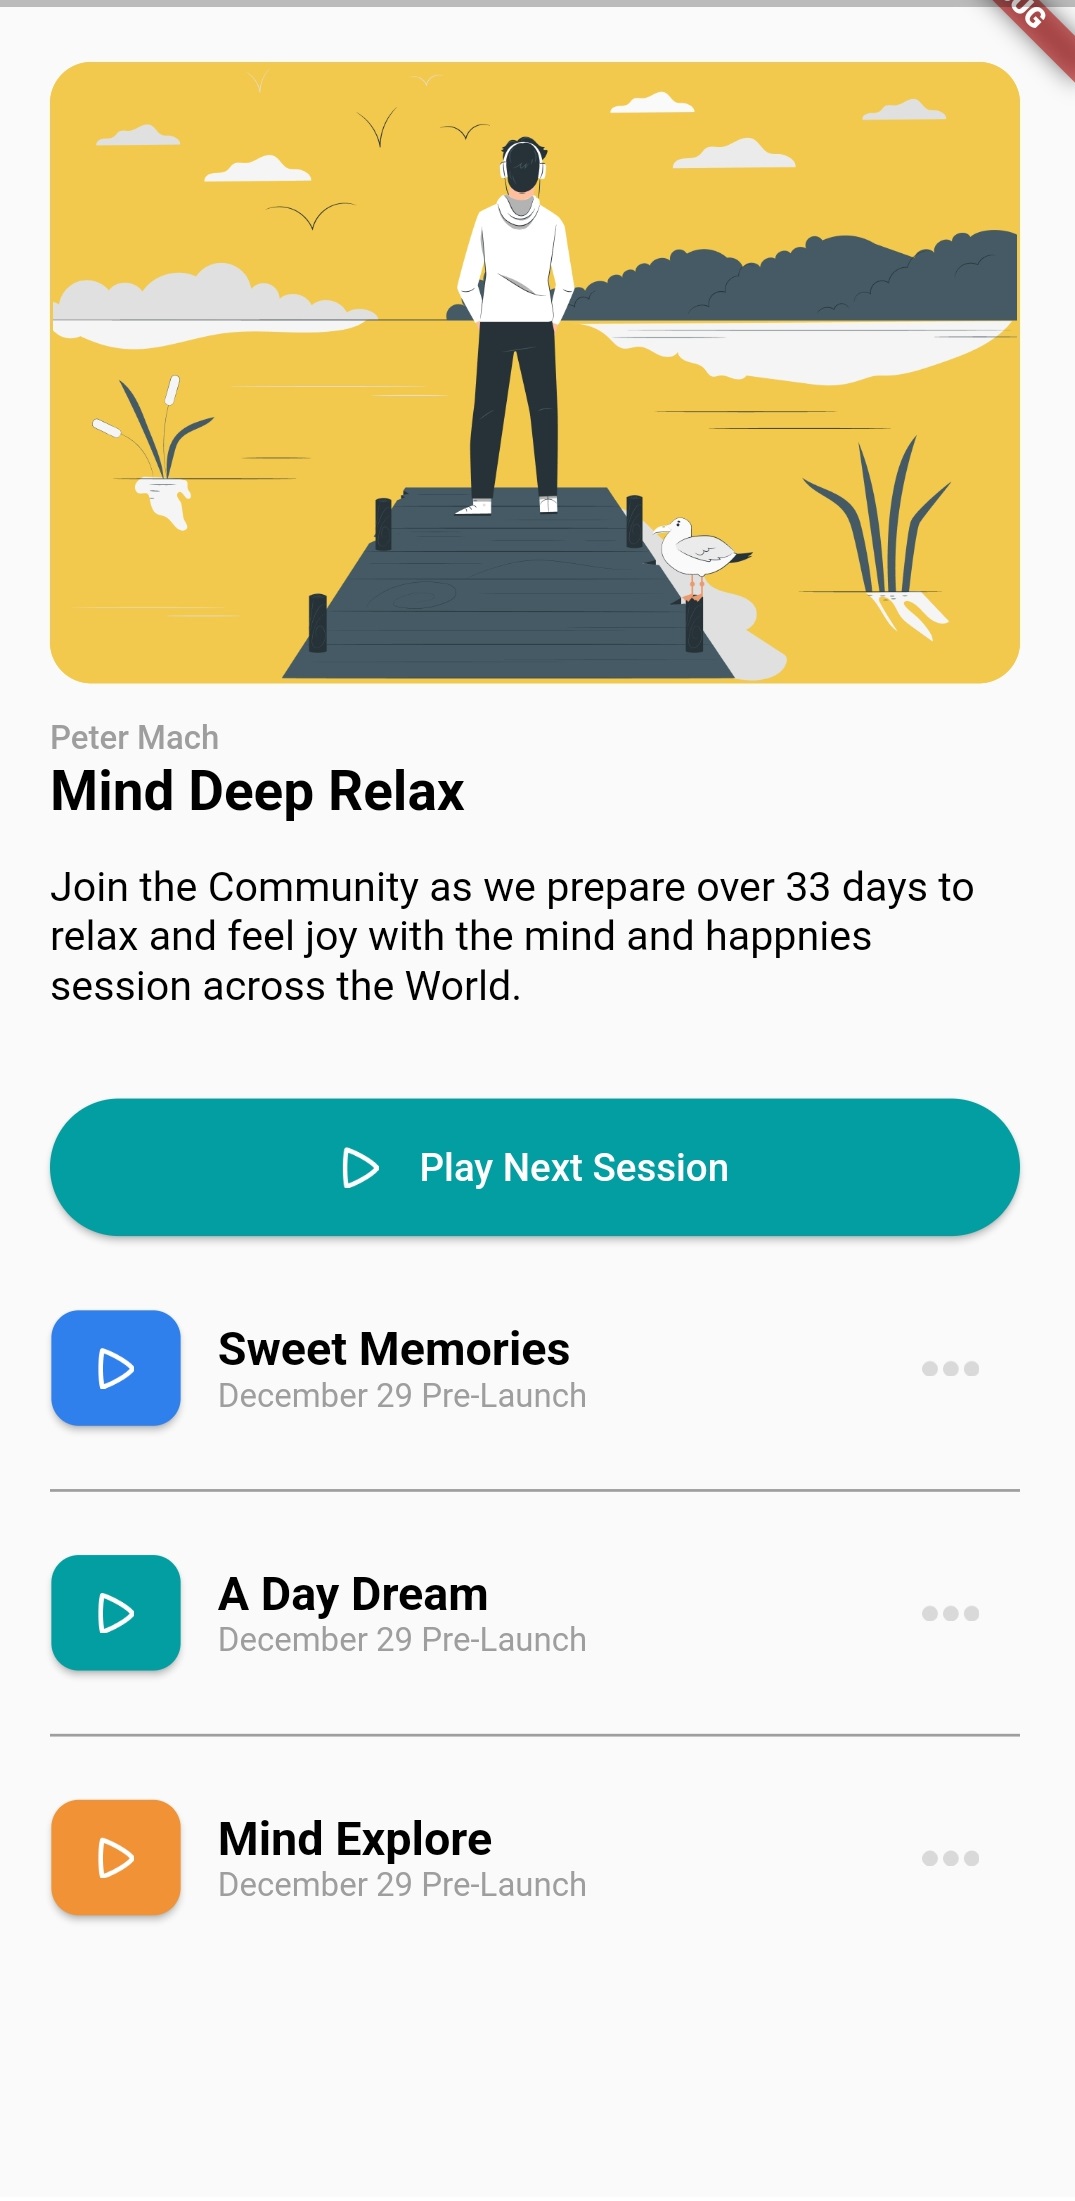 Peter Mach
Mind Deep Relax
Join the Community as we prepare over 33 days to
relax and feel joy with the mind and happnies
session across the World.
Play Next Session
Sweet Memories
December 29 Pre-Launch
A Day Dream
December 29 Pre-Launch
Mind Explore
December 29 Pre-Launch